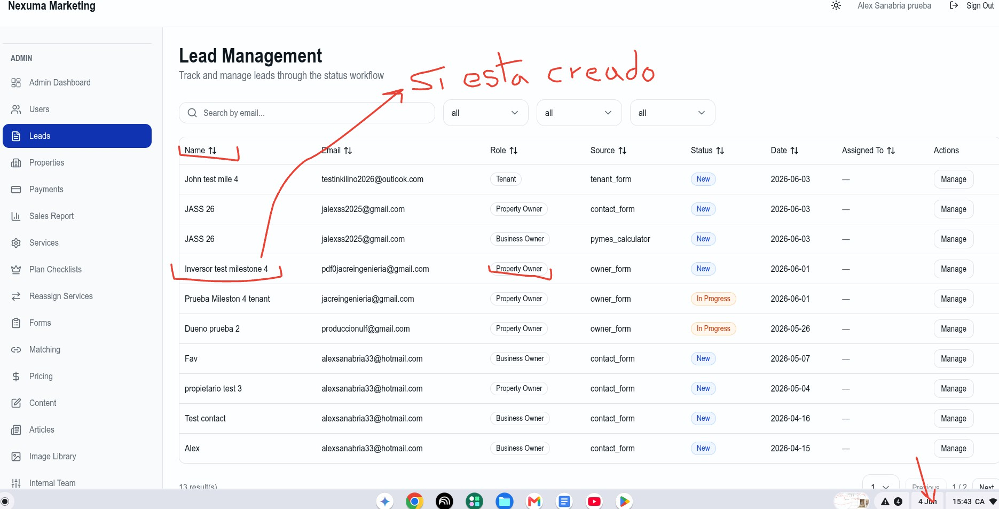 Nexuma Marketing
Alex Sanabria prueba
Sign Out
ADMIN
Admin Dashboard
Users
Leads
Properties
Payments
Sales Report
Services
Plan Checklists
Reassign Services
Forms
Matching
Pricing
Content
Articles
Image Library
Internal Team
Lead Management
Track and manage leads through the status workflow
Si esta creado
Search by email...
all
all
all
Name Email Role Source Status Date Assigned To Actions
John test mile 4 testinkilino2026@outlook.com Tenant tenant_form New 2026-06-03 — Manage
JASS 26 jalexss2025@gmail.com Property Owner contact_form New 2026-06-03 — Manage
JASS 26 jalexss2025@gmail.com Business Owner pymes_calculator New 2026-06-03 — Manage
Inversor test milestone 4 pdf0jacreingenieria@gmail.com Property Owner owner_form New 2026-06-01 — Manage
Prueba Mileston 4 tenant jacreingenieria@gmail.com Property Owner owner_form In Progress 2026-06-01 — Manage
Dueno prueba 2 produccionulf@gmail.com Property Owner owner_form In Progress 2026-05-26 — Manage
Fav alexsanabria33@hotmail.com Business Owner contact_form New 2026-05-07 — Manage
propietario test 3 alexsanabria33@hotmail.com Property Owner contact_form New 2026-05-04 — Manage
Test contact alexsanabria33@hotmail.com Business Owner contact_form New 2026-04-16 — Manage
Alex alexsanabria33@hotmail.com Business Owner contact_form New 2026-04-15 — Manage
13 result(s)
1
Previous
1 / 2
Next
4
4 Jun
15:43 CA